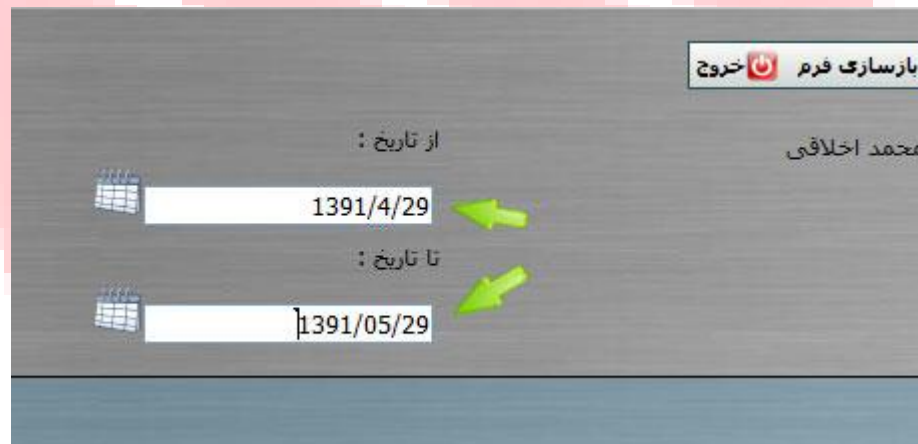 بازسازی فرم خروج
محمد اخلاقی
از تاریخ :
1391/4/29
تا تاریخ :
1391/05/29